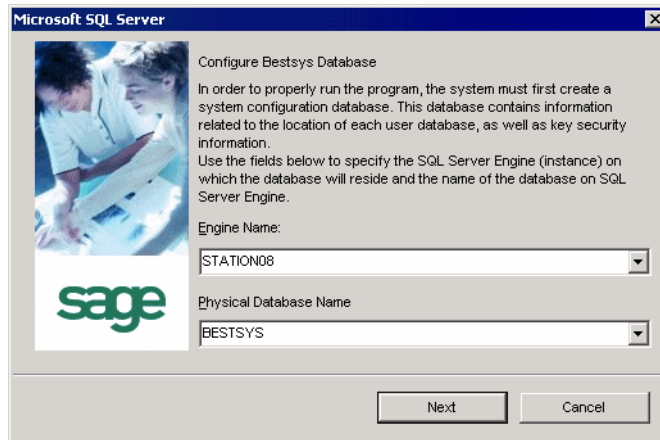 Microsoft SQL Server
Configure Bestsys Database
In order to properly run the program, the system must first create a
system configuration database. This database contains information
related to the location of each user database, as well as key security
information.
Use the fields below to specify the SQL Server Engine (instance) on
which the database will reside and the name of the database on SQL
Server Engine.
Engine Name:
STATION08
sage
Physical Database Name
BESTSYS
Next
Cancel